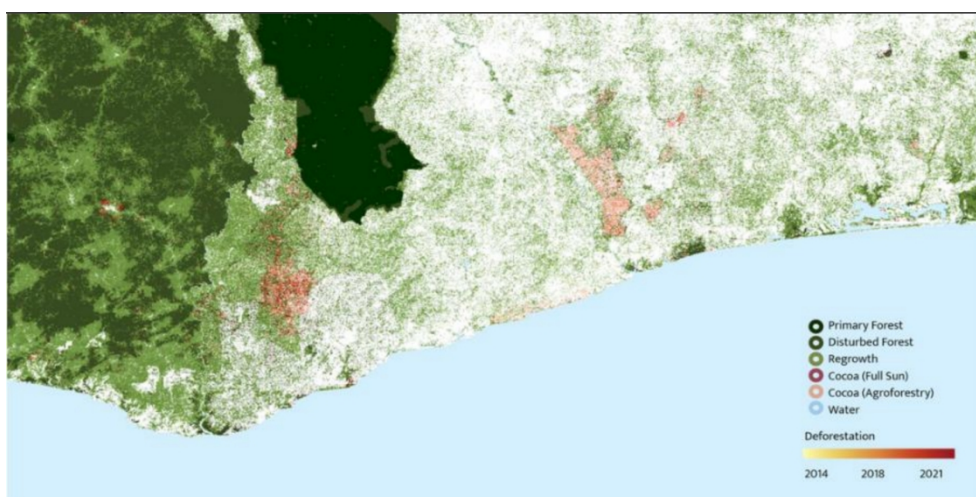 Primary Forest
Disturbed Forest
Regrowth
Cocoa (Full Sun)
Cocoa (Agroforestry)
Water
Deforestation
2014 2018 2021